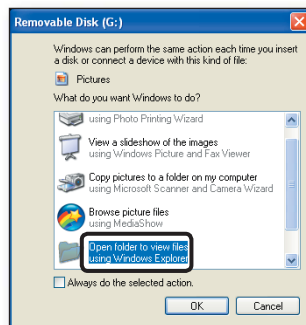 Removable Disk (G:)
Windows can perform the same action each time you insert
a disk or connect a device with this kind of file:
Pictures
What do you want Windows to do?
using Photo Printing Wizard
View a slideshow of the images
using Windows Picture and Fax Viewer
Copy pictures to a folder on my computer
using Microsoft Scanner and Camera Wizard
Browse picture files
using MediaShow
Open folder to view files
using Windows Explorer
Always do the selected action.
OK
Cancel